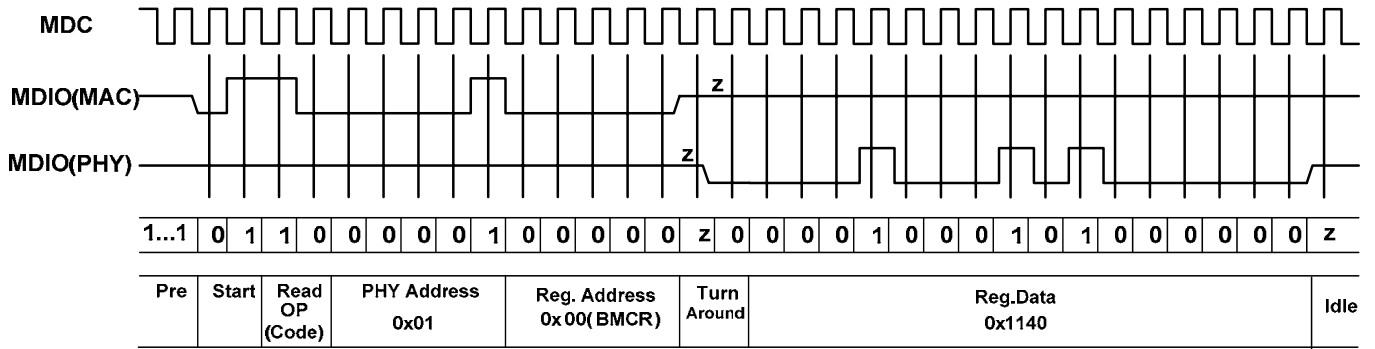 MDC
MDIO(MAC)
z
MDIO(PHY)
z
1...1 0 1 1 0 0 0 0 0 1 0 0 0 0 0 z 0 0 0 0 1 0 0 0 1 0 1 0 0 0 0 0 0 z
Pre
Start
Read
OP
(Code)
PHY Address
0x01
Reg. Address
0x00(BMCR)
Turn
Around
Reg.Data
0x1140
Idle